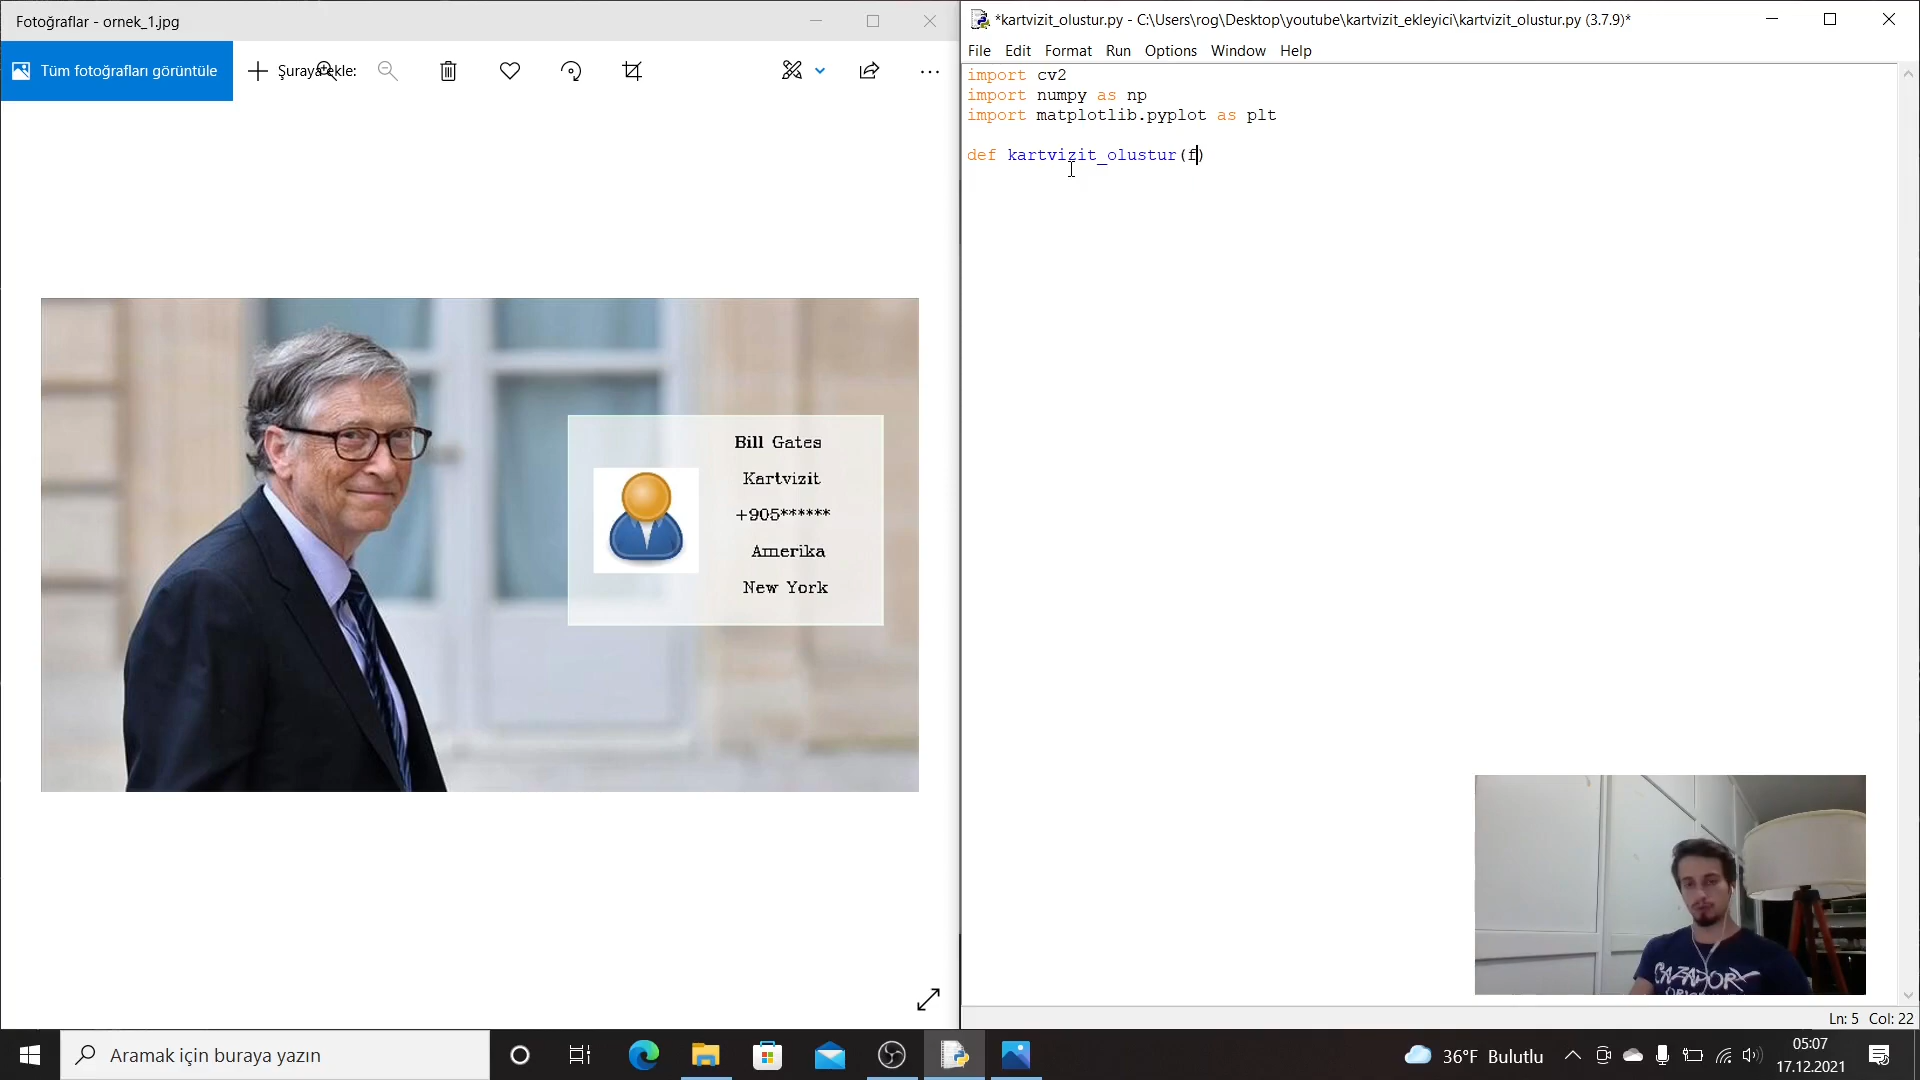 Fotoğraflar - ornek_1.jpg
Tüm fotoğrafları görüntüle
Şuraya ekle:
Bill Gates
Kartvizit
+905******
Amerika
New York
*kartvizit_olustur.py - C:\Users\rog\Desktop\youtube\kartvizit_ekleyici\kartvizit_olustur.py (3.7.9)*
File Edit Format Run Options Window Help
import cv2
import numpy as np
import matplotlib.pyplot as plt
def kartvizit_olustur(f)
CAZADORX
Ln: 5 Col: 22
Aramak için buraya yazın
36°F Bulutlu
05:07
17.12.2021